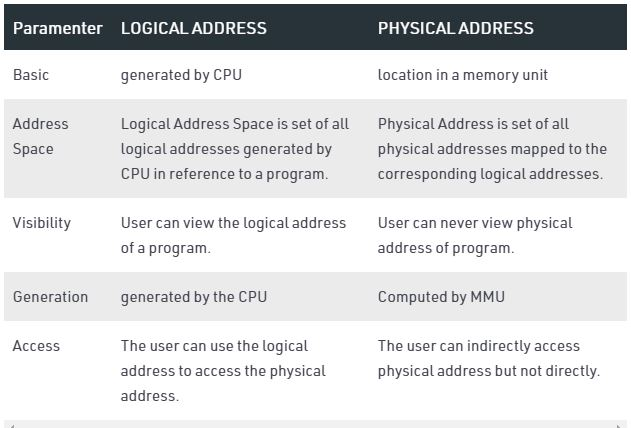 Paramenter LOGICAL ADDRESS PHYSICAL ADDRESS
Basic generated by CPU location in a memory unit
Address Logical Address Space is set of all Physical Address is set of all
Space logical addresses generated by physical addresses mapped to the
CPU in reference to a program. corresponding logical addresses.
Visibility User can view the logical address User can never view physical
of a program. address of program.
Generation generated by the CPU Computed by MMU
Access The user can use the logical The user can indirectly access
address to access the physical physical address but not directly.
address.